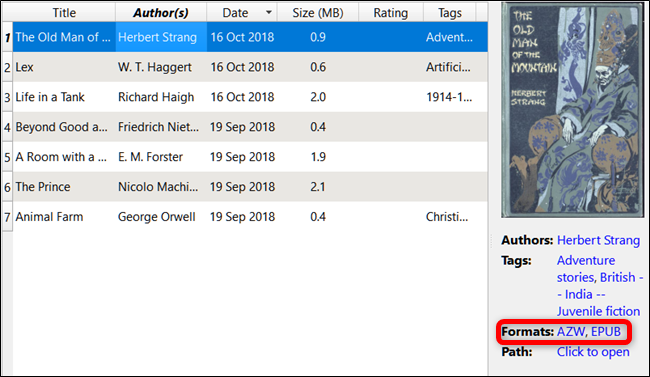 Title Author(s) Date Size (MB) Rating Tags
1 The Old Man of ... Herbert Strang 16 Oct 2018 0.9 Advent...
2 Lex W. T. Haggert 16 Oct 2018 0.6 Artifici...
3 Life in a Tank Richard Haigh 16 Oct 2018 2.0 1914-1...
4 Beyond Good a... Friedrich Niet... 19 Sep 2018 0.4
5 A Room with a ... E. M. Forster 19 Sep 2018 1.9
6 The Prince Nicolo Machi... 19 Sep 2018 2.1
7 Animal Farm George Orwell 19 Sep 2018 0.4 Christi...
THE
OLD
MAN
OF THE
MOUNTAIN
HERBERT
STRANG
Authors: Herbert Strang
Tags: Adventure
stories, British -
- India --
Juvenile fiction
Formats: AZW, EPUB
Path: Click to open